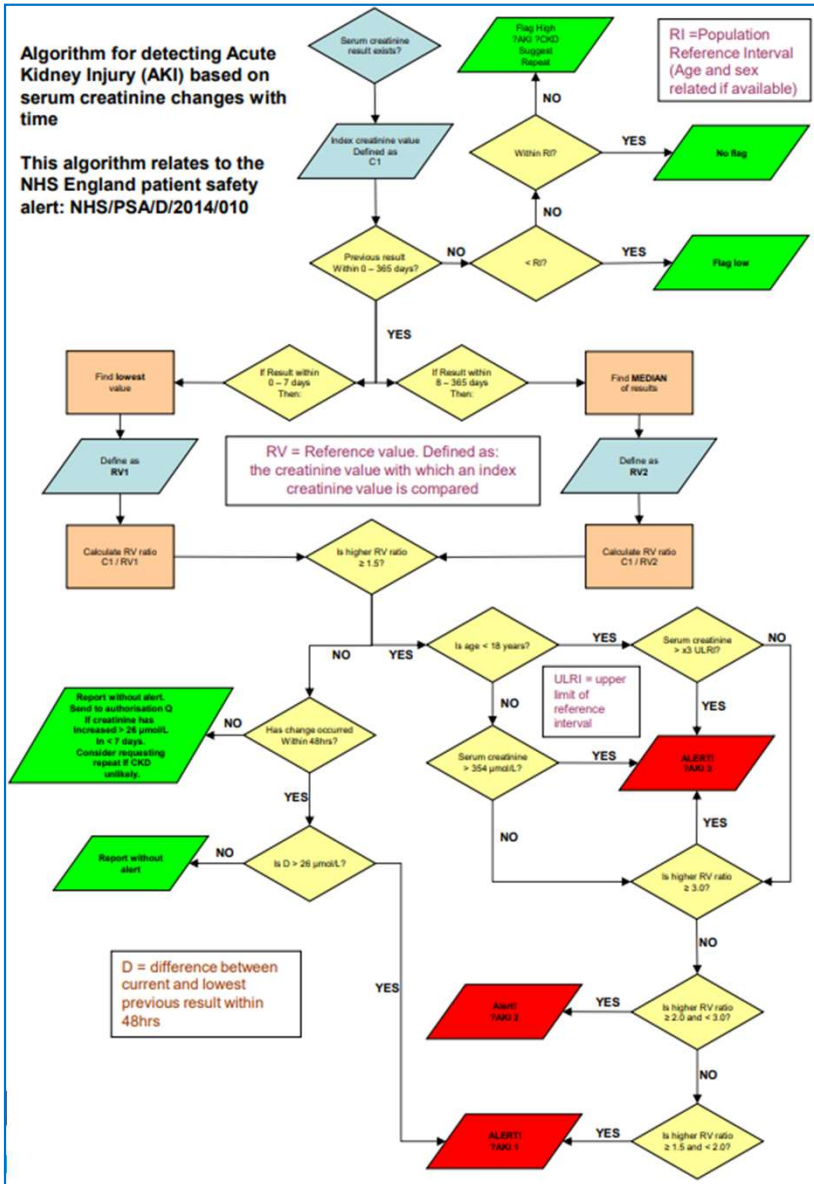 Algorithm for detecting Acute
Kidney Injury (AKI) based on
serum creatinine changes with
time
This algorithm relates to the
NHS England patient safety
alert: NHS/PSA/D/2014/010
Serum creatinine
result exists?
Flag High
?AKI ?CKD
Suggest
Repeat
RI =Population
Reference Interval
(Age and sex
related if available)
NO
Index creatinine value
Defined as
C1
Within RI?
YES
No flag
NO
Previous result
Within 0 – 365 days?
NO
< RI?
YES
Flag low
YES
Find lowest
value
If Result within
0 – 7 days
Then:
If Result within
8 – 365 days
Then:
Find MEDIAN
of results
Define as
RV1
RV = Reference value. Defined as:
the creatinine value with which an index
creatinine value is compared
Define as
RV2
Calculate RV ratio
C1 / RV1
Is higher RV ratio
≥ 1.5?
Calculate RV ratio
C1 / RV2
NO
YES
Is age < 18 years?
YES
Serum creatinine
> x3 ULRI?
NO
ULRI = upper
limit of
reference
interval
NO
YES
Report without alert.
Send to authorisation Q
If creatinine has
Increased > 26 µmol/L
In < 7 days.
Consider requesting
repeat if CKD
unlikely.
NO
Has change occurred
Within 48hrs?
Serum creatinine
> 354 µmol/L?
YES
ALERT!
?AKI 3
YES
NO
YES
Report without
alert
NO
Is D > 26 µmol/L?
Is higher RV ratio
≥ 3.0?
NO
D = difference between
current and lowest
previous result within
48hrs
YES
Alert!
?AKI 2
YES
Is higher RV ratio
≥ 2.0 and < 3.0?
NO
ALERT!
?AKI 1
YES
Is higher RV ratio
≥ 1.5 and < 2.0?